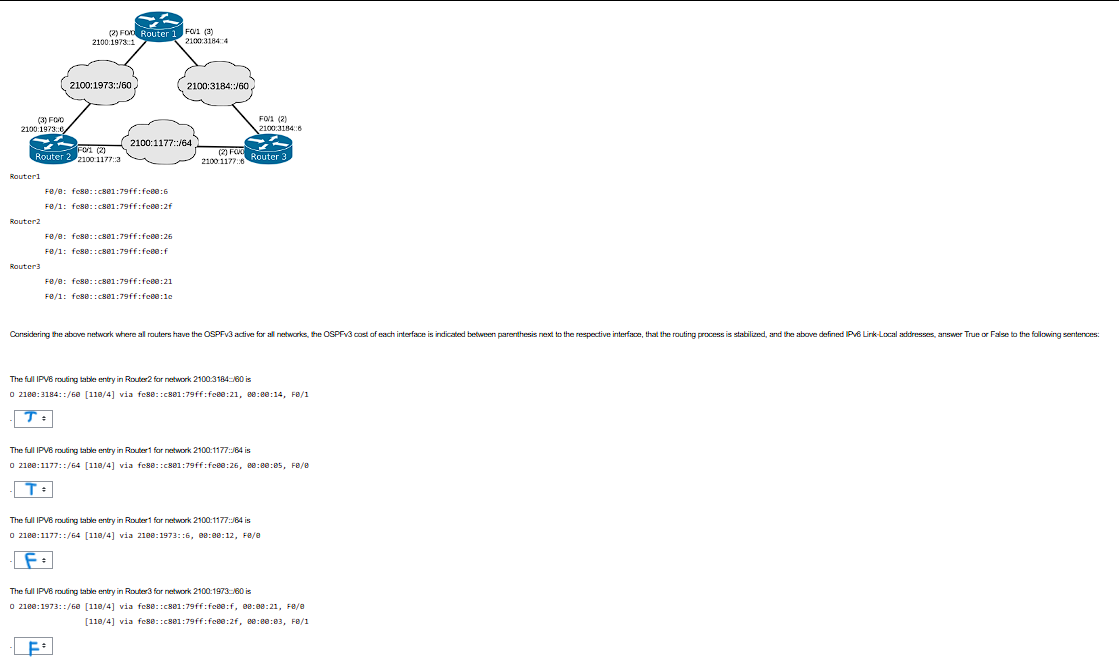 (2) F0/0
Router 1
F0/1 (3)
2100:1973::1
2100:3184::4
2100:1973::/60
2100:3184::/60
(3) F0/0
2100:1973::6
F0/1 (2)
2100:3184::6
2100:1177::/64
Router 2
F0/1 (2)
2100:1177::3
(2) F0/0
2100:1177::6
Router 3
Router1
F0/0: fe80::c801:79ff:fe00:6
F0/1: fe80::c801:79ff:fe00:2f
Router2
F0/0: fe80::c801:79ff:fe00:26
F0/1: fe80::c801:79ff:fe00:f
Router3
F0/0: fe80::c801:79ff:fe00:21
F0/1: fe80::c801:79ff:fe00:1e
Considering the above network where all routers have the OSPFv3 active for all networks, the OSPFv3 cost of each interface is indicated between parenthesis next to the respective interface, that the routing process is stabilized, and the above defined IPv6 Link-Local addresses, answer True or False to the following sentences:
The full IPV6 routing table entry in Router2 for network 2100:3184::/60 is
O 2100:3184::/60 [110/4] via fe80::c801:79ff:fe00:21, 00:00:14, F0/1
. T
The full IPV6 routing table entry in Router1 for network 2100:1177::/64 is
O 2100:1177::/64 [110/4] via fe80::c801:79ff:fe00:26, 00:00:05, F0/0
. T
The full IPV6 routing table entry in Router1 for network 2100:1177::/64 is
O 2100:1177::/64 [110/4] via 2100:1973::6, 00:00:12, F0/0
. F
The full IPV6 routing table entry in Router3 for network 2100:1973::/60 is
O 2100:1973::/60 [110/4] via fe80::c801:79ff:fe00:f, 00:00:21, F0/0
[110/4] via fe80::c801:79ff:fe00:2f, 00:00:03, F0/1
. F